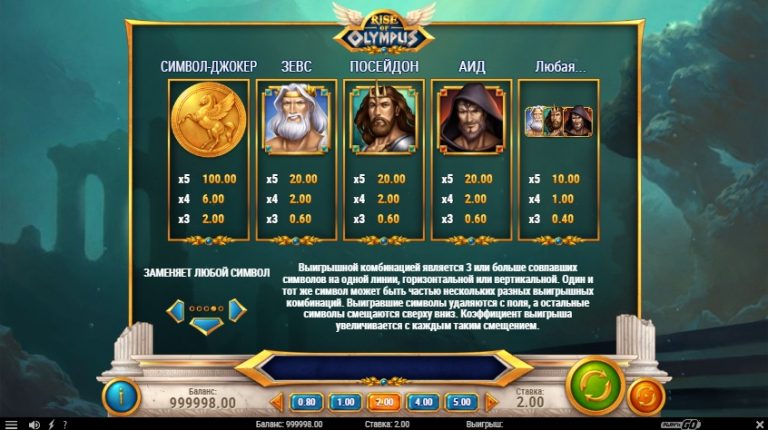 RISE
OF
OLYMPUS
СИМВОЛ-ДЖОКЕР ЗЕВС ПОСЕЙДОН АИД Любая...
x5 100.00 x5 20.00 x5 20.00 x5 20.00 x5 10.00
x4 6.00 x4 2.00 x4 2.00 x4 2.00 x4 1.00
x3 2.00 x3 0.60 x3 0.60 x3 0.60 x3 0.40
ЗАМЕНЯЕТ ЛЮБОЙ СИМВОЛ
Выигрышной комбинацией является 3 или больше совпавших
символов на одной линии, горизонтальной или вертикальной. Один и
тот же символ может быть частью нескольких разных выигрышных
комбинаций. Выигравшие символы удаляются с поля, а остальные
символы смещаются сверху вниз. Коэффициент выигрыша
увеличивается с каждым таким смещением.
Баланс:
999998.00
0.80 1.00 2.00 4.00 5.00
Ставка:
2.00
? Баланс: 999998.00 Ставка: 2.00 Выигрыш: PLAY'N GO